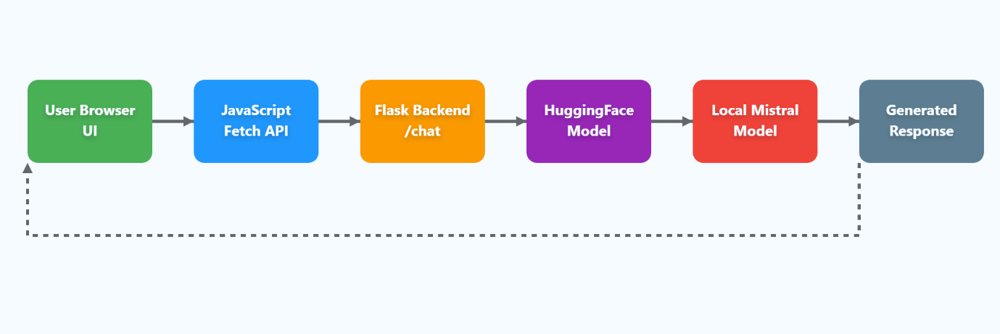 User Browser
UI
JavaScript
Fetch API
Flask Backend
/chat
HuggingFace
Model
Local Mistral
Model
Generated
Response